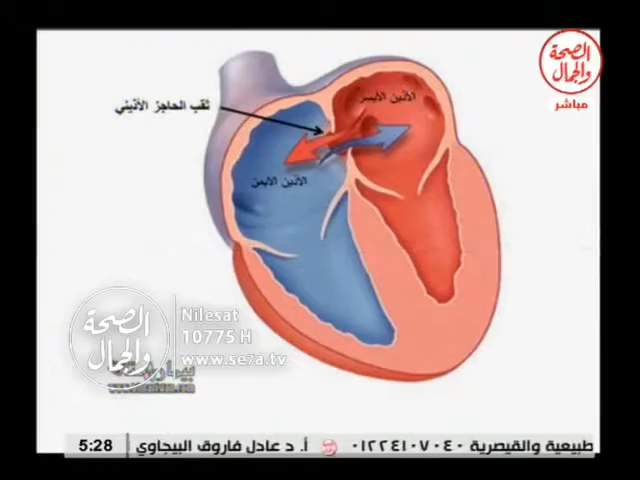 الصحة
والجمال
مباشر
الأذين الأيسر
ثقب الحاجز الأذيني
الأذين الأيمن
الصحة
والجمال
Nilesat
10775 H
www.se7a.tv
طبيعية والقيصرية ٠١٢٢٤١٠٧٠٤٠ أ. د عادل فاروق البيجاوي 5:28